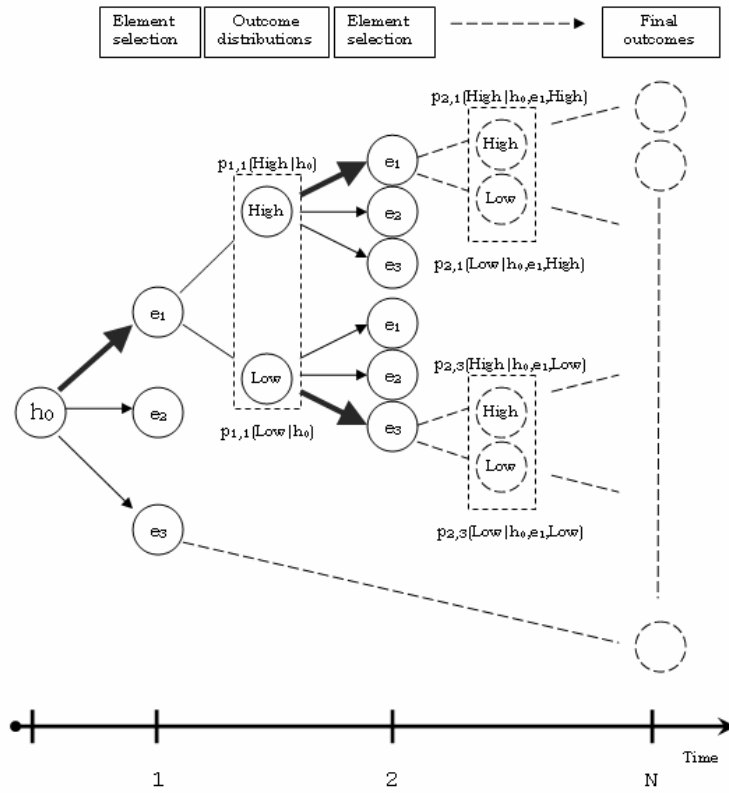 Element selection
Outcome distributions
Element selection
Final outcomes
p2,1(High|h0,e1,High)
High
Low
p2,1(Low|h0,e1,High)
p1,1(High|h0)
High
Low
p1,1(Low|h0)
e1
e2
e3
e1
e2
e3
p2,3(High|h0,e1,Low)
High
Low
p2,3(Low|h0,e1,Low)
h0
e1
e2
e3
Time
1
2
N